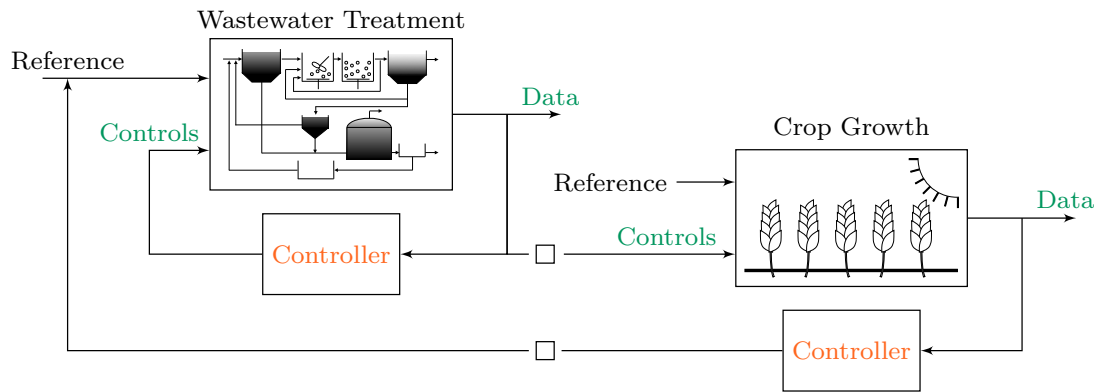 Wastewater Treatment
Reference
Data
Controls
Crop Growth
Reference
Data
Controls
Controller
Controller